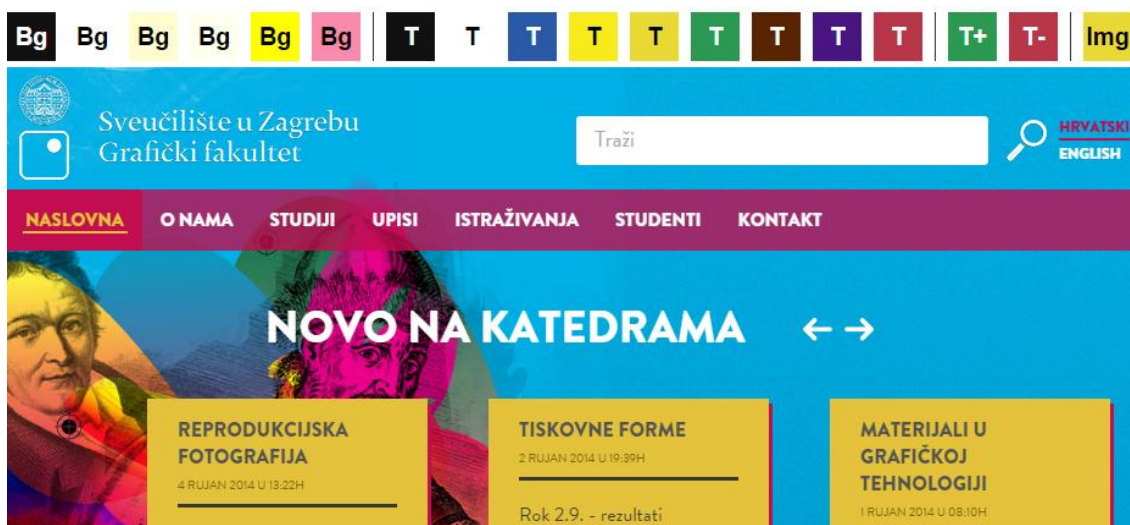 Bg Bg Bg Bg Bg Bg T T T T T T T T T T+ T- Img
Sveučilište u Zagrebu
Grafički fakultet
Traži
HRVATSKI
ENGLISH
NASLOVNA O NAMA STUDIJI UPISI ISTRAŽIVANJA STUDENTI KONTAKT
NOVO NA KATEDRAMA
REPRODUKCIJSKA
FOTOGRAFIJA
4 RUJAN 2014 U 13:22H
TISKOVNE FORME
2 RUJAN 2014 U 19:39H
Rok 2.9. - rezultati
MATERIJALI U
GRAFIČKOJ
TEHNOLOGIJI
1 RUJAN 2014 U 08:10H